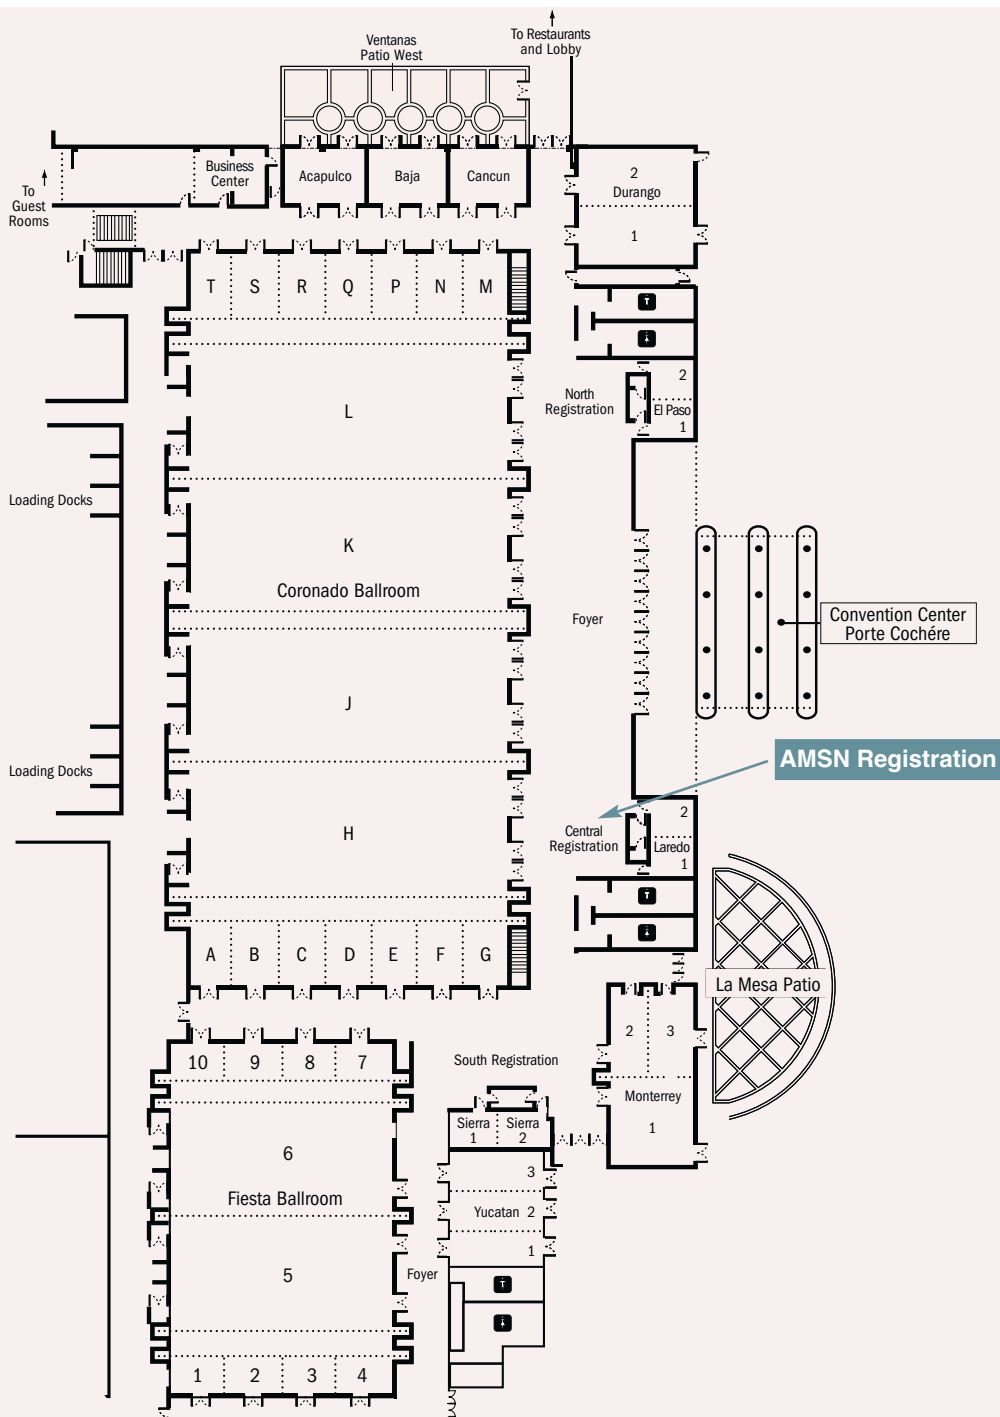 To Restaurants
and Lobby
Ventanas
Patio West
Business
Center
Acapulco
Baja
Cancun
2
Durango
1
To
Guest
Rooms
T
S
R
Q
P
N
M
L
North
Registration
2
El Paso
1
Loading Docks
K
Coronado Ballroom
Foyer
Convention Center
Porte Cochére
J
AMSN Registration
Loading Docks
H
Central
Registration
2
Laredo
1
A
B
C
D
E
F
G
La Mesa Patio
2
3
Monterrey
1
South Registration
10
9
8
7
Sierra
1
Sierra
2
6
Fiesta Ballroom
3
Yucatan 2
1
5
Foyer
1
2
3
4